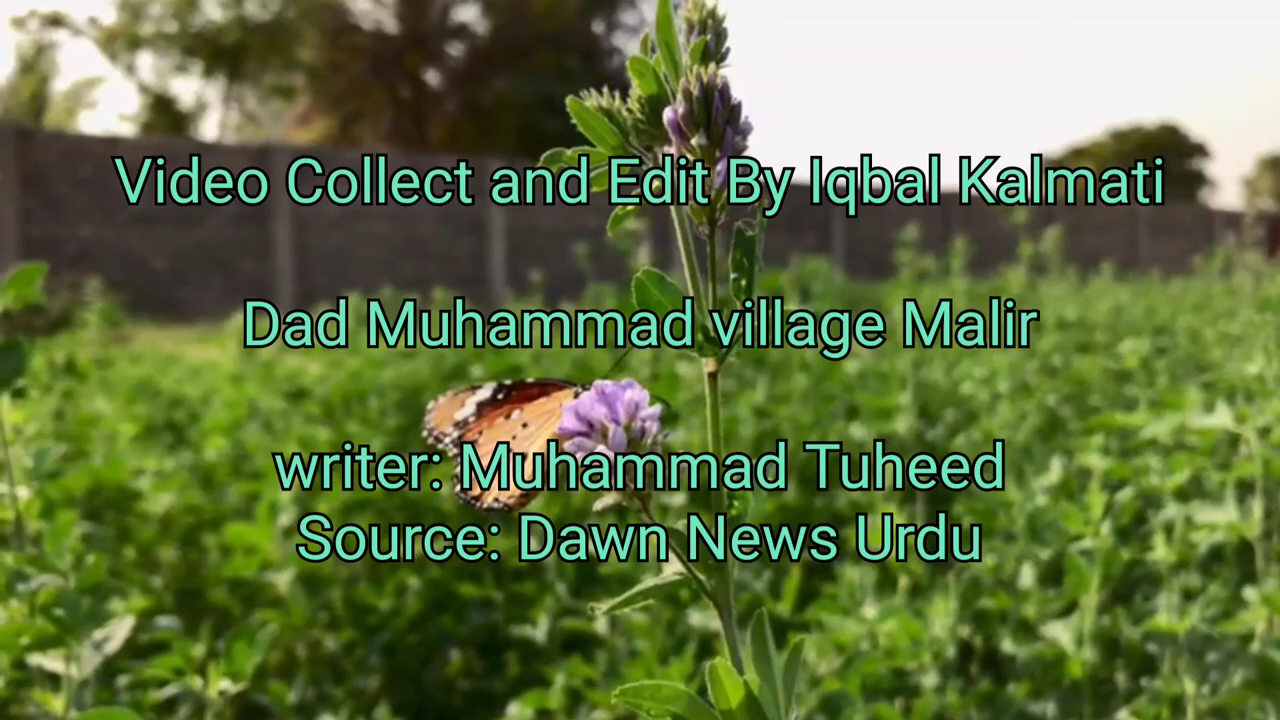 Video Collect and Edit By Iqbal Kalmati
Dad Muhammad village Malir
writer: Muhammad Tuheed
Source: Dawn News Urdu